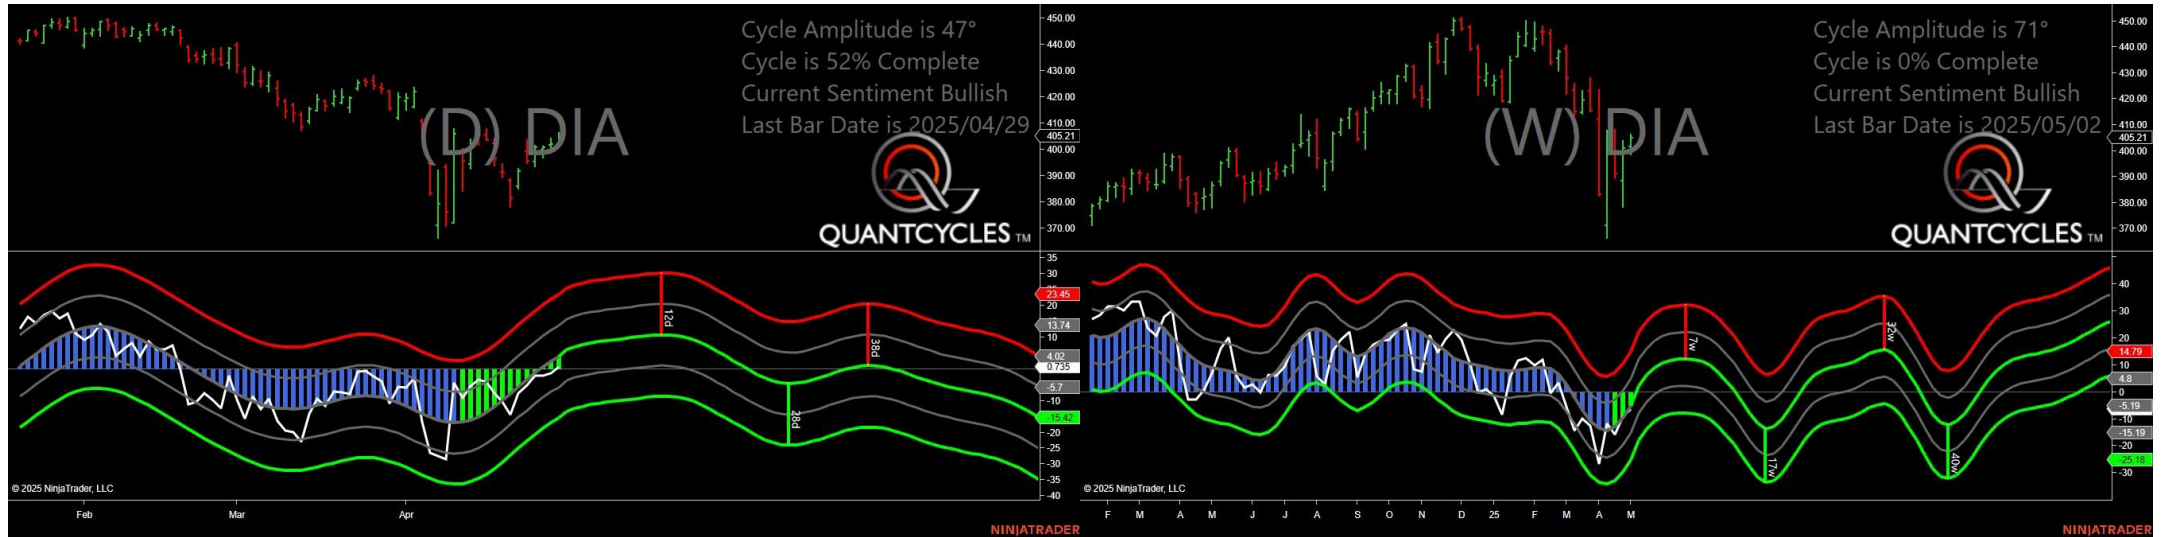 Cycle Amplitude is 47°
Cycle is 52% Complete
Current Sentiment Bullish
Last Bar Date is 2025/04/29
(D) DIA
QUANTCYCLES TM
450.00
440.00
430.00
420.00
410.00
405.21
400.00
390.00
380.00
370.00
12d
28d
38d
35
30
23.45
20
13.74
10
4.02
0.735
-5.7
-10
-15.42
-20
-25
-30
-35
-40
© 2025 NinjaTrader, LLC
Feb Mar Apr
NINJATRADER
Cycle Amplitude is 71°
Cycle is 0% Complete
Current Sentiment Bullish
Last Bar Date is 2025/05/02
(W) DIA
QUANTCYCLES TM
450.00
440.00
430.00
420.00
410.00
405.21
400.00
390.00
380.00
370.00
7w
17w
32w
40w
40
30
20
14.79
4.8
0
-5.19
-10
-15.19
-20
-25.18
-30
© 2025 NinjaTrader, LLC
F M A M J J A S O N D 25 F M A M
NINJATRADER